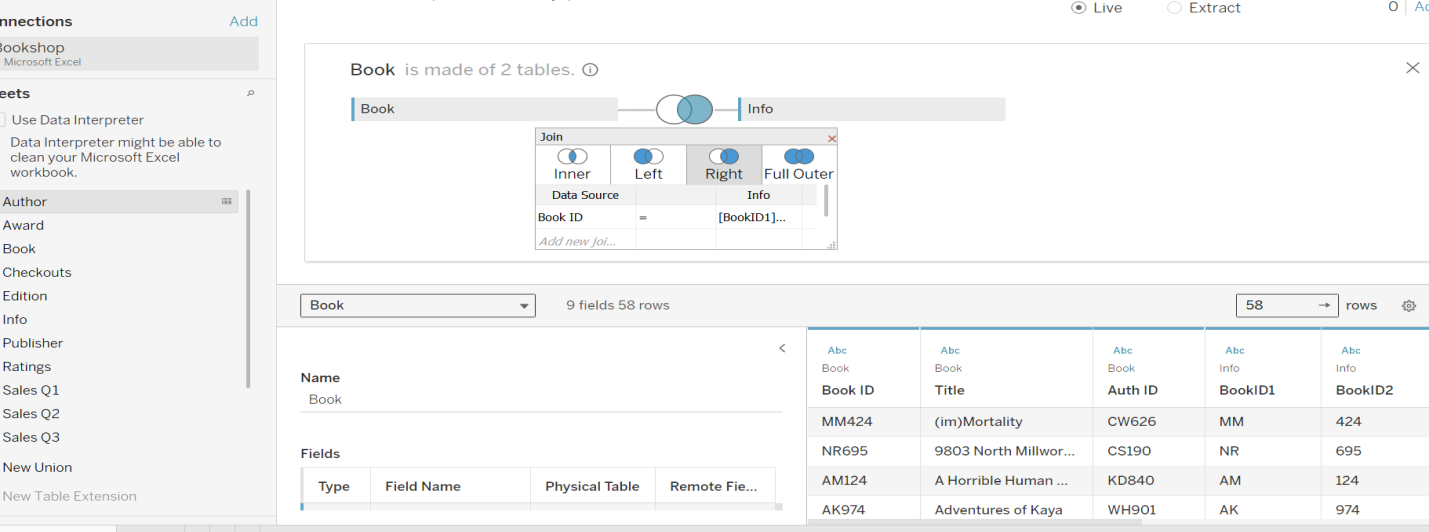 nnections Add
Bookshop
Microsoft Excel
eets
Use Data Interpreter
Data Interpreter might be able to
clean your Microsoft Excel
workbook.
Author
Award
Book
Checkouts
Edition
Info
Publisher
Ratings
Sales Q1
Sales Q2
Sales Q3
New Union
New Table Extension
Live Extract 0
Book is made of 2 tables.
Book Info
Join
Inner Left Right Full Outer
Data Source Info
Book ID = [BookID1]...
Add new joi...
Book 9 fields 58 rows 58 → rows
Name
Book
Fields
Type Field Name Physical Table Remote Fie...
Abc Abc Abc Abc Abc
Book Book Book Info Info
Book ID Title Auth ID BookID1 BookID2
MM424 (im)Mortality CW626 MM 424
NR695 9803 North Millwor... CS190 NR 695
AM124 A Horrible Human ... KD840 AM 124
AK974 Adventures of Kaya WH901 AK 974